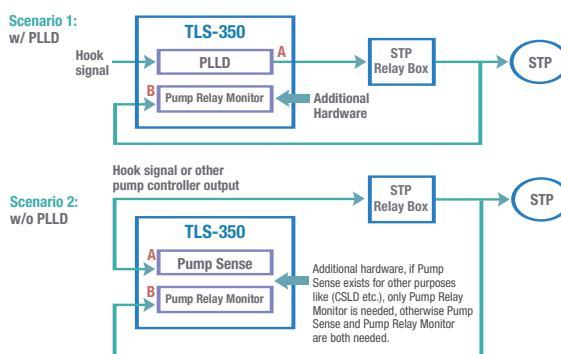 Scenario 1:
w/ PLLD
TLS-350
Hook
signal
PLLD
A
B
Pump Relay Monitor
Additional
Hardware
STP
Relay Box
STP
Scenario 2:
w/o PLLD
Hook signal or other
pump controller output
STP
Relay Box
STP
TLS-350
A
Pump Sense
B
Pump Relay Monitor
Additional hardware, if Pump
Sense exists for other purposes
like (CSLD etc.), only Pump Relay
Monitor is needed, otherwise Pump
Sense and Pump Relay Monitor
are both needed.